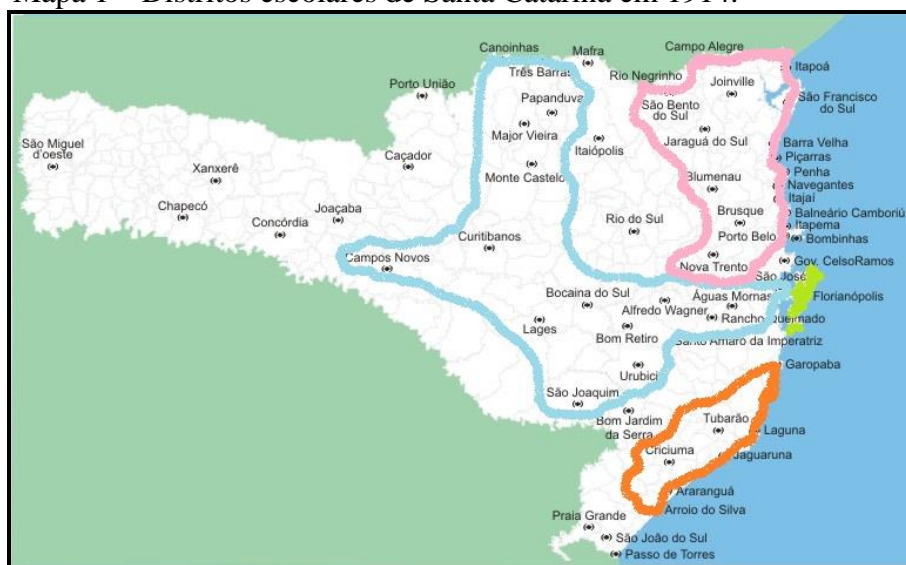 Mapa 1 – Distritos escolares de Santa Catarina em 1914.
Canoinhas
Mafra
Campo Alegre
Três Barras
Rio Negrinho
Joinville
Itapoá
Porto União
Papanduva
São Bento
do Sul
São Francisco
do Sul
Major Vieira
Itaiópolis
Jaraguá do Sul
Barra Velha
São Miguel
d'oeste
Caçador
Piçarras
Xanxerê
Monte Castelo
Blumenau
Penha
Navegantes
Itajaí
Chapecó
Joaçaba
Concórdia
Rio do Sul
Brusque
Balneário Camboriú
Itapema
Curitibanos
Porto Belo
Bombinhas
Campos Novos
Nova Trento
Gov. CelsoRamos
São José
Bocaina do Sul
Águas Mornas
Florianópolis
Lages
Alfredo Wagner
Rancho Queimado
Bom Retiro
Santo Amaro da Imperatriz
Urubici
Garopaba
São Joaquim
Bom Jardim
da Serra
Tubarão
Laguna
Criciuma
Jaguaruna
Araranguá
Praia Grande
Arroio do Silva
São João do Sul
Passo de Torres